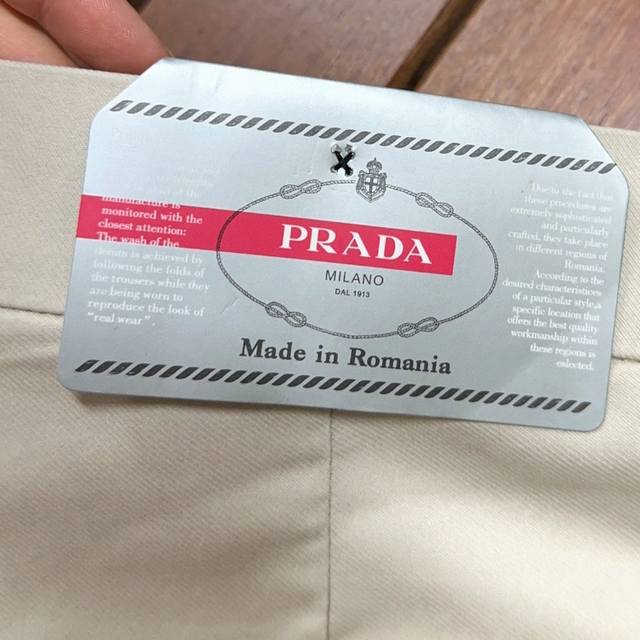 manufacture is
monitored with the
closest attention:
The wash of the
denim is achieved by
following the folds of
the trousers while they
are being worn to
reproduce the look of
"real wear".
PRADA
MILANO
DAL 1913
Made in Romania
Due to the fact that
these procedures are
extremely sophisticated
and particularly
crafted, they take place
in different regions of
Romania.
According to the
desired characteristics
of a particular style, a
specific location that
offers the best quality
workmanship within
these regions is
eslected.